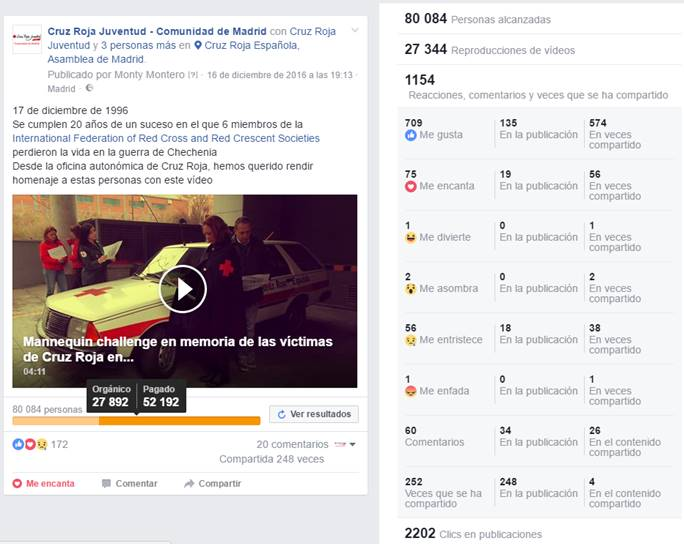 Cruz Roja Juventud - Comunidad de Madrid con Cruz Roja
Juventud y 3 personas más en Cruz Roja Española,
Asamblea de Madrid.
Publicado por Monty Montero [?] · 16 de diciembre de 2016 a las 19:13 ·
Madrid ·
17 de diciembre de 1996
Se cumplen 20 años de un suceso en el que 6 miembros de la
International Federation of Red Cross and Red Crescent Societies
perdieron la vida en la guerra de Chechenia
Desde la oficina autonómica de Cruz Roja, hemos querido rendir
homenaje a estas personas con este vídeo
Mannequin challenge en memoria de las víctimas
de Cruz Roja en...
04:11
Orgánico Pagado
27 892 52 192
80 084 personas
Ver resultados
172
20 comentarios
Compartida 248 veces
Me encanta Comentar Compartir
80 084 Personas alcanzadas
27 344 Reproducciones de vídeos
1154
Reacciones, comentarios y veces que se ha compartido
709 135 574
Me gusta En la publicación En veces
compartido
75 19 56
Me encanta En la publicación En veces
compartido
1 0 1
Me divierte En la publicación En veces
compartido
2 0 2
Me asombra En la publicación En veces
compartido
56 18 38
Me entristece En la publicación En veces
compartido
1 0 1
Me enfada En la publicación En veces
compartido
60 34 26
Comentarios En la publicación En el contenido
compartido
252 248 4
Veces que se ha En la publicación En el contenido
compartido compartido
2202 Clics en publicaciones